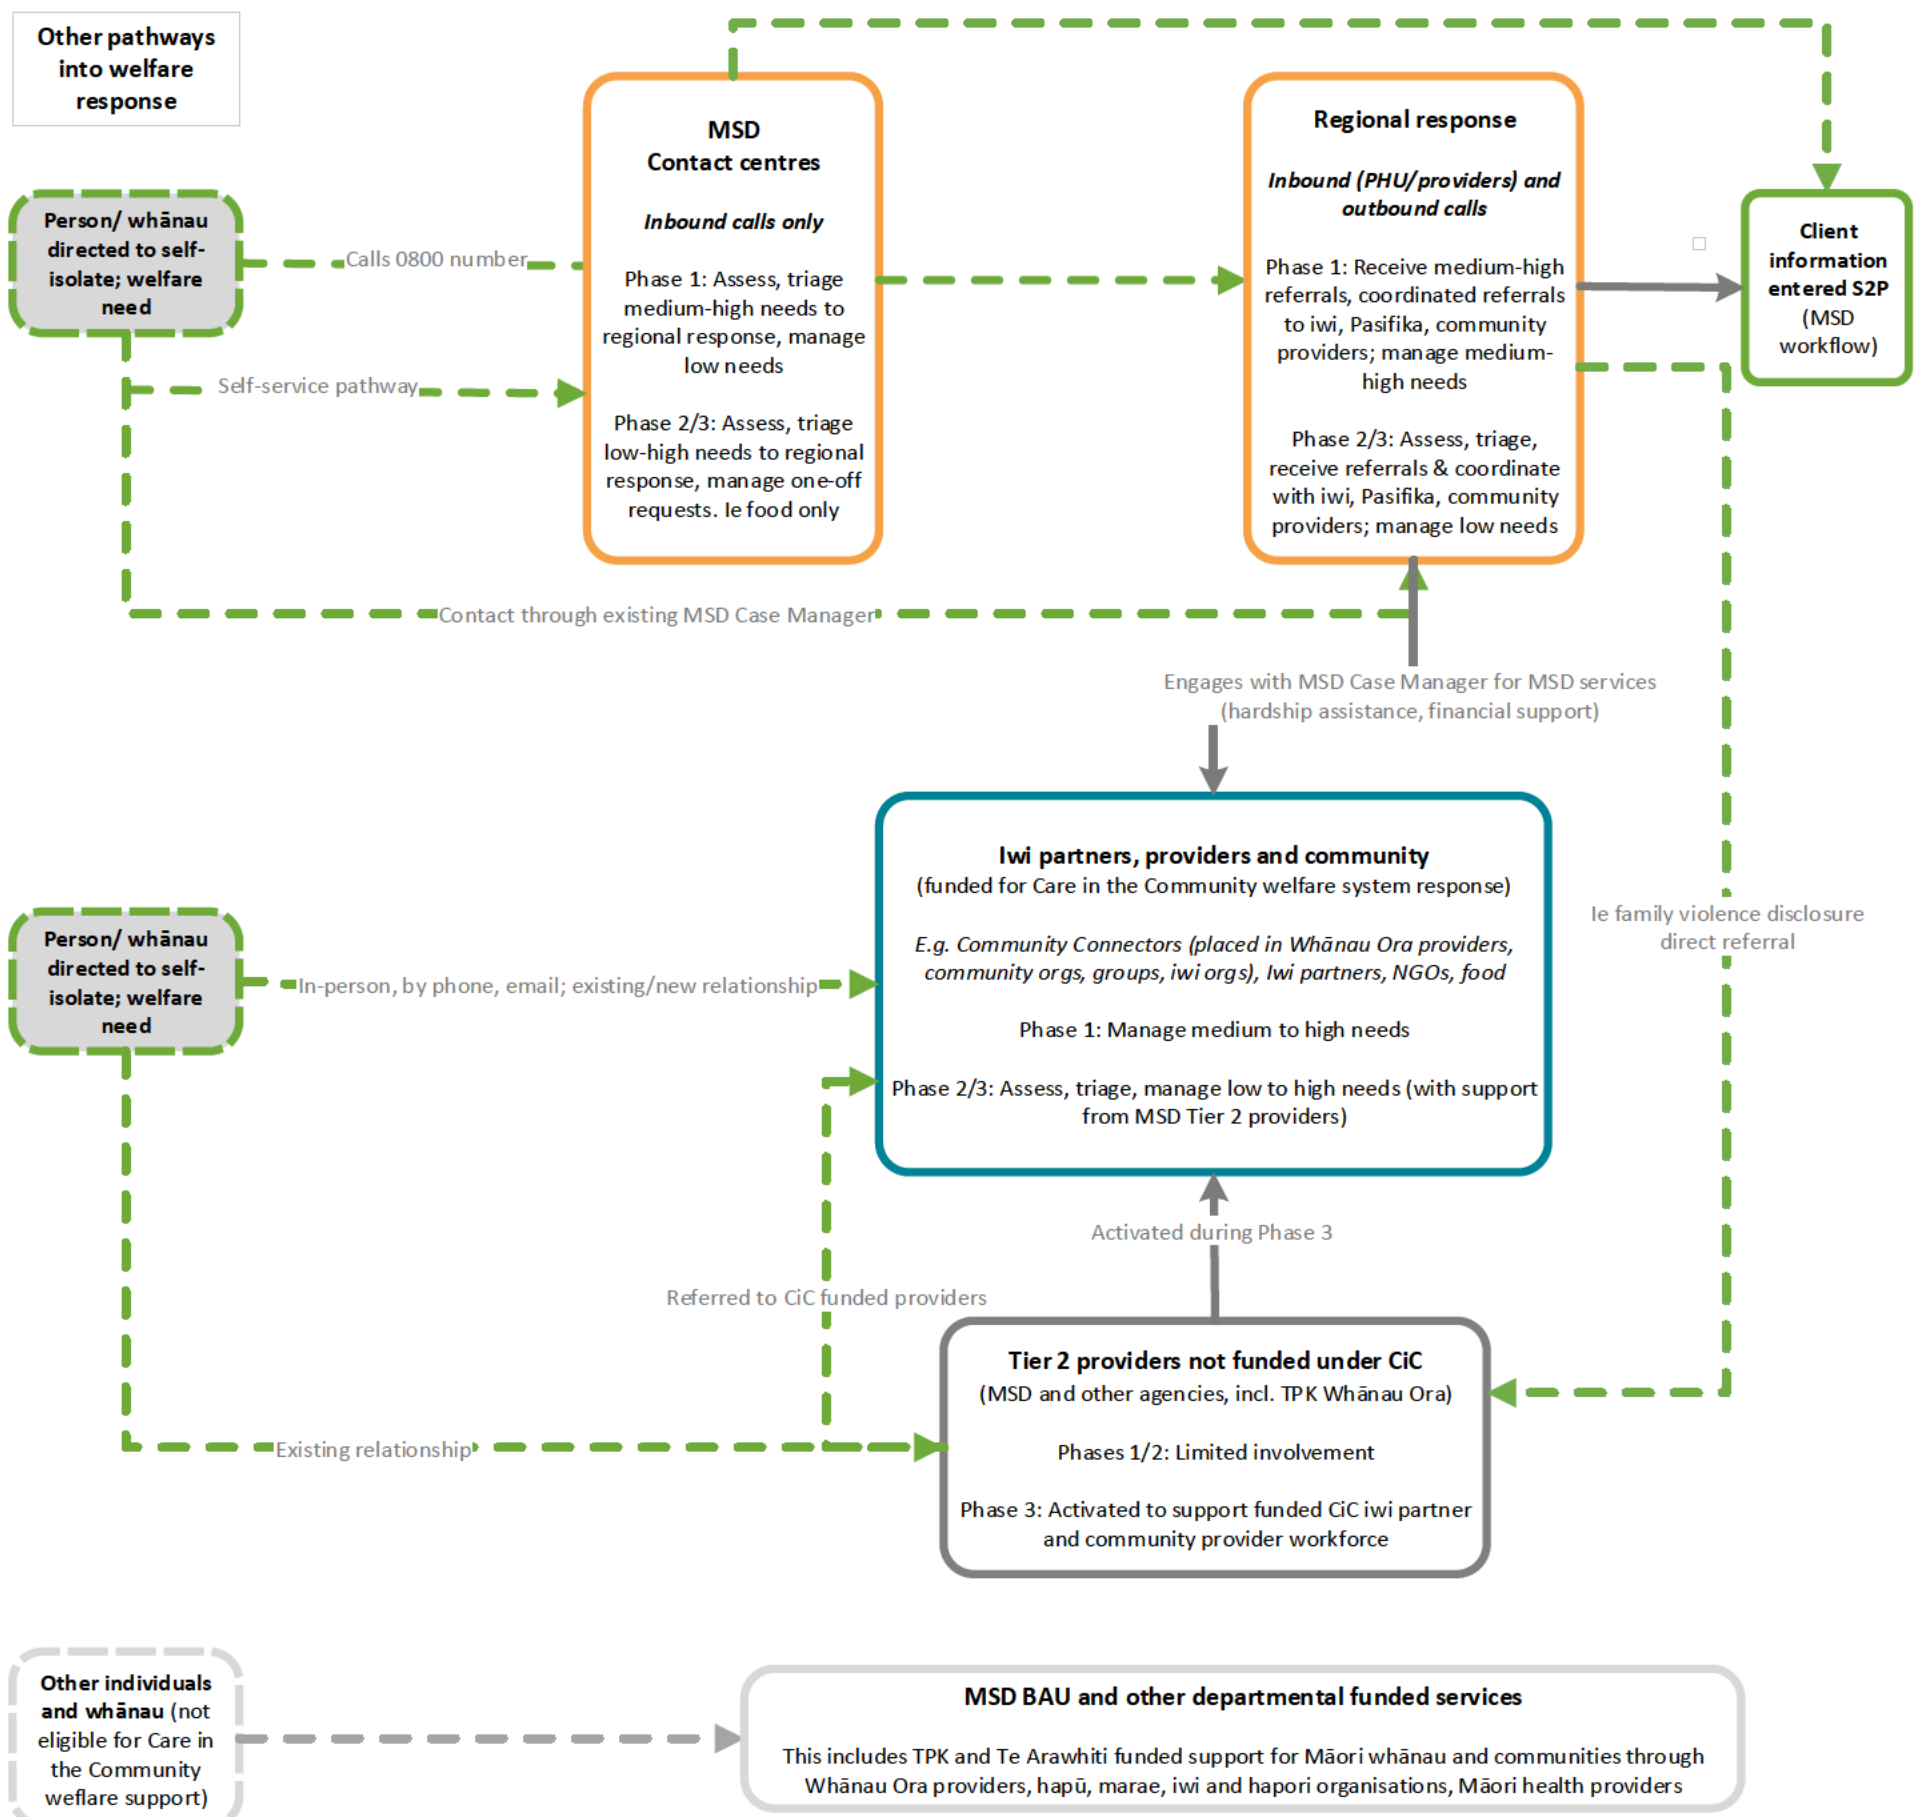 Other pathways
into welfare
response
MSD
Contact centres
Inbound calls only
Phase 1: Assess, triage
medium-high needs to
regional response, manage
low needs
Phase 2/3: Assess, triage
low-high needs to regional
response, manage one-off
requests. Ie food only
Regional response
Inbound (PHU/providers) and
outbound calls
Phase 1: Receive medium-high
referrals, coordinated referrals
to iwi, Pasifika, community
providers; manage medium-
high needs
Phase 2/3: Assess, triage,
receive referrals & coordinate
with iwi, Pasifika, community
providers; manage low needs
Client
information
entered S2P
(MSD
workflow)
Person/ whānau
directed to self-
isolate; welfare
need
Calls 0800 number
Self-service pathway
Contact through existing MSD Case Manager
Engages with MSD Case Manager for MSD services
(hardship assistance, financial support)
Iwi partners, providers and community
(funded for Care in the Community welfare system response)
E.g. Community Connectors (placed in Whānau Ora providers,
community orgs, groups, iwi orgs), Iwi partners, NGOs, food
Phase 1: Manage medium to high needs
Phase 2/3: Assess, triage, manage low to high needs (with support
from MSD Tier 2 providers)
Ie family violence disclosure
direct referral
Person/ whānau
directed to self-
isolate; welfare
need
In-person, by phone, email; existing/new relationship
Activated during Phase 3
Referred to CiC funded providers
Existing relationship
Tier 2 providers not funded under CiC
(MSD and other agencies, incl. TPK Whānau Ora)
Phases 1/2: Limited involvement
Phase 3: Activated to support funded CiC iwi partner
and community provider workforce
Other individuals
and whānau (not
eligible for Care in
the Community
weflare support)
MSD BAU and other departmental funded services
This includes TPK and Te Arawhiti funded support for Māori whānau and communities through
Whānau Ora providers, hapū, marae, iwi and hapori organisations, Māori health providers